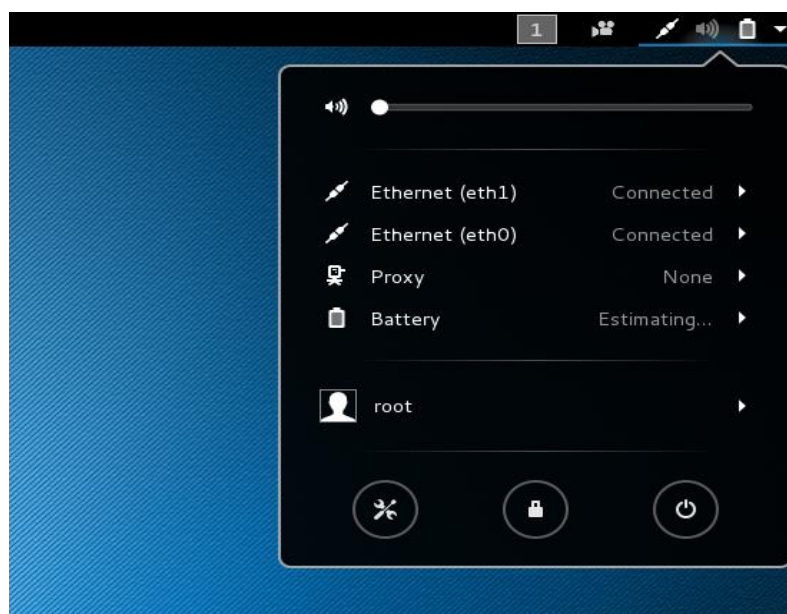 1
Ethernet (eth1) Connected
Ethernet (eth0) Connected
Proxy None
Battery Estimating...
root